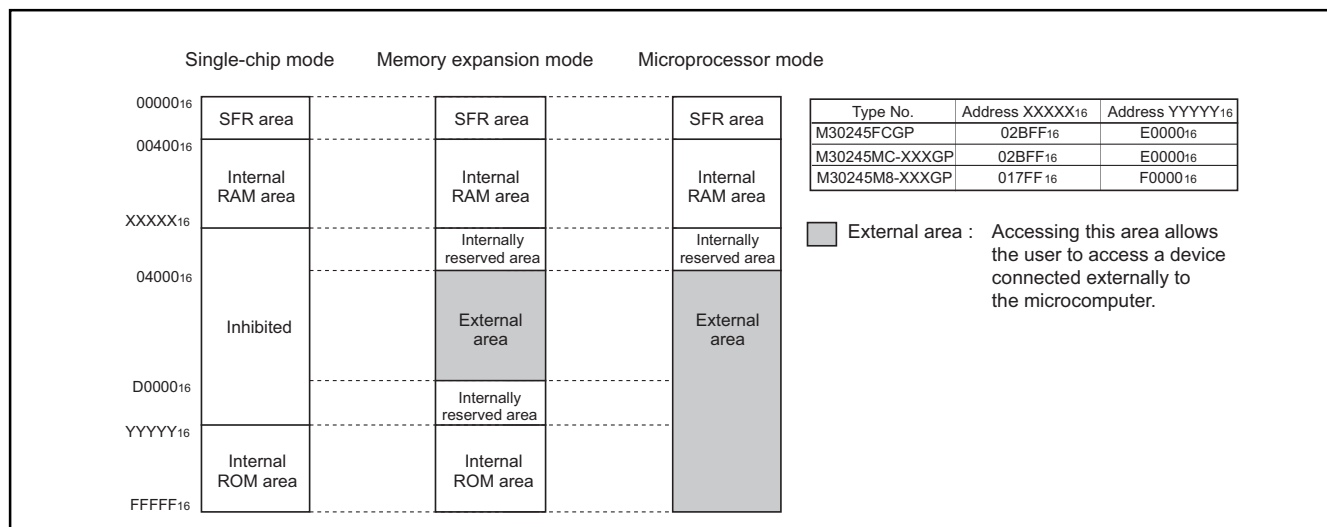 Single-chip mode Memory expansion mode Microprocessor mode
00000₁₆
SFR area SFR area SFR area
00400₁₆
Internal
RAM area
Internal
RAM area
Internal
RAM area
XXXXX₁₆
Internally
reserved area
Internally
reserved area
04000₁₆
Inhibited
External
area
External
area
D0000₁₆
Internally
reserved area
YYYYY₁₆
Internal
ROM area
Internal
ROM area
FFFFF₁₆
Type No. Address XXXXX₁₆ Address YYYYY₁₆
M30245FCGP 02BFF₁₆ E0000₁₆
M30245MC-XXXGP 02BFF₁₆ E0000₁₆
M30245M8-XXXGP 017FF₁₆ F0000₁₆
External area : Accessing this area allows
the user to access a device
connected externally to
the microcomputer.